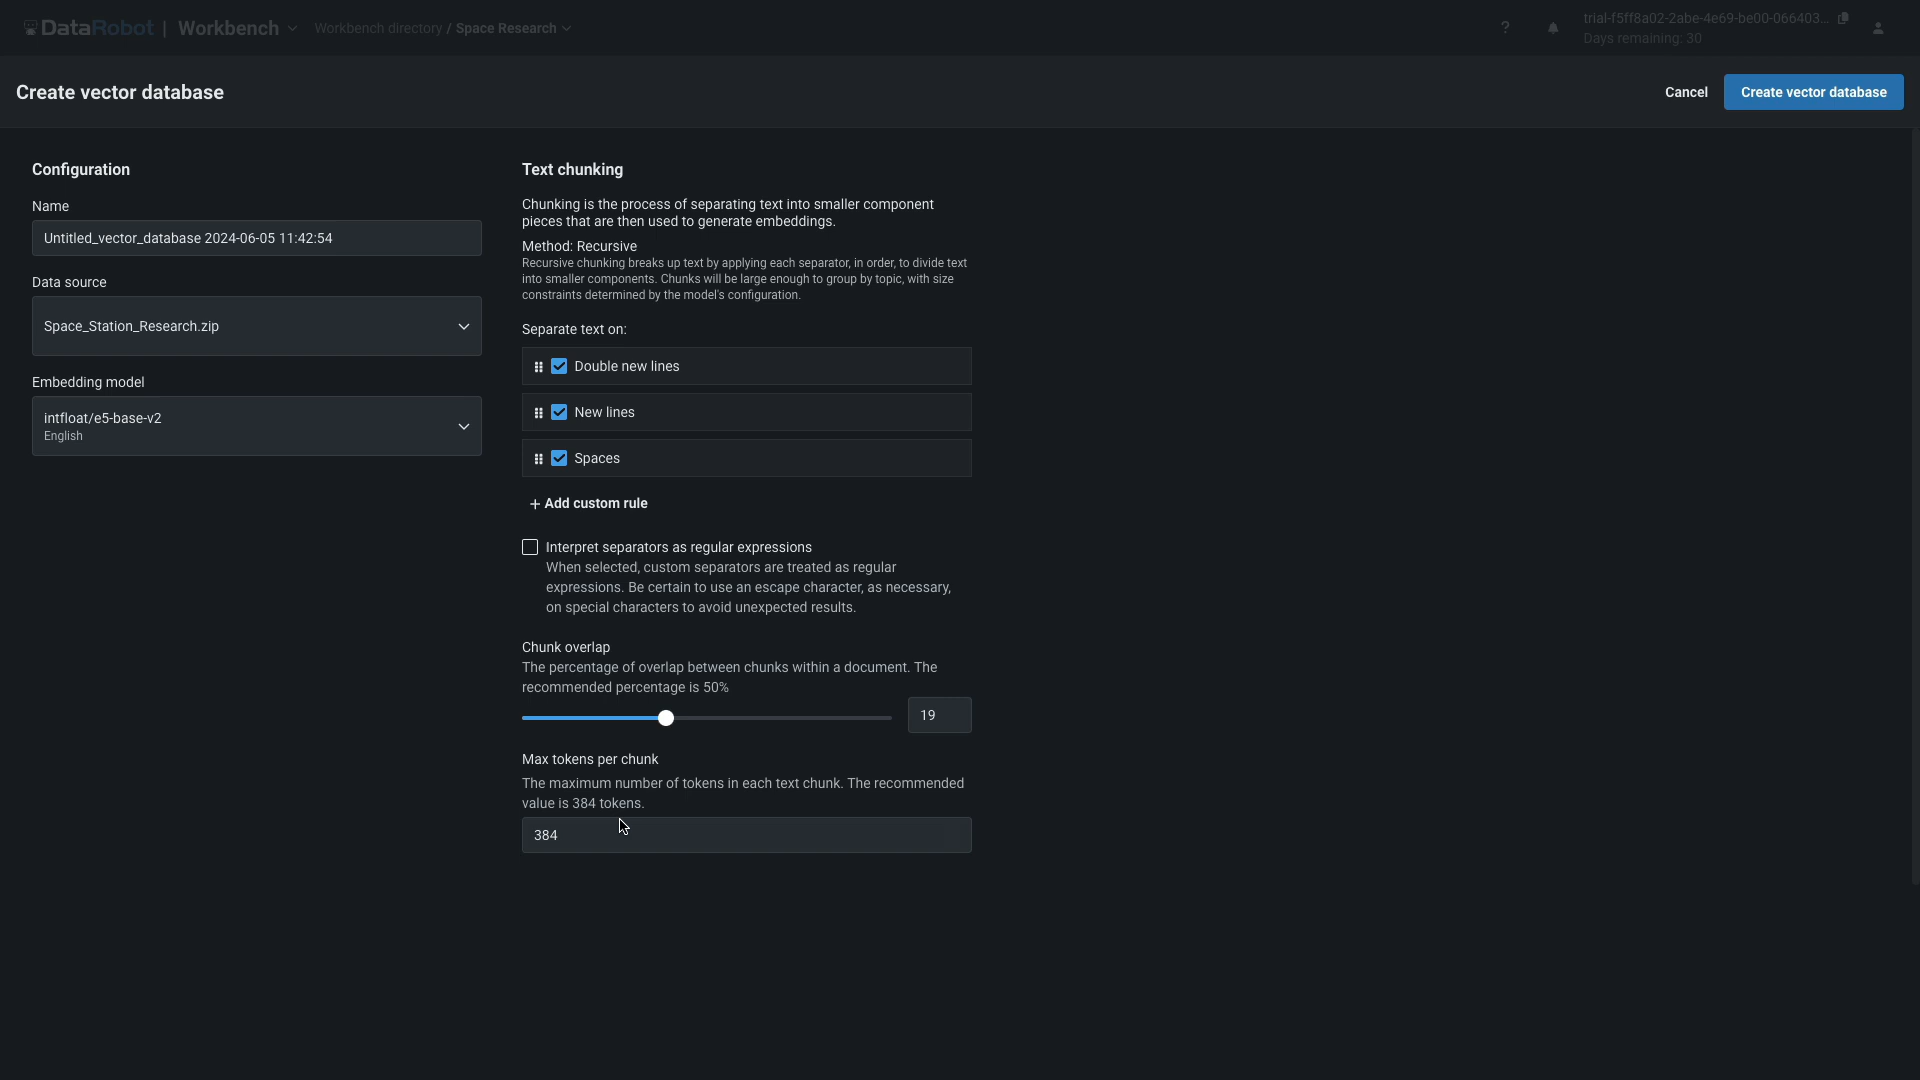 DataRobot | Workbench
Workbench directory / Space Research
?
trial-f5ff8a02-2abe-4e69-be00-066403...
Days remaining: 30
Create vector database
Cancel
Create vector database
Configuration
Name
Untitled_vector_database 2024-06-05 11:42:54
Data source
Space_Station_Research.zip
Embedding model
intfloat/e5-base-v2
English
Text chunking
Chunking is the process of separating text into smaller component
pieces that are then used to generate embeddings.
Method: Recursive
Recursive chunking breaks up text by applying each separator, in order, to divide text
into smaller components. Chunks will be large enough to group by topic, with size
constraints determined by the model's configuration.
Separate text on:
Double new lines
New lines
Spaces
+ Add custom rule
Interpret separators as regular expressions
When selected, custom separators are treated as regular
expressions. Be certain to use an escape character, as necessary,
on special characters to avoid unexpected results.
Chunk overlap
The percentage of overlap between chunks within a document. The
recommended percentage is 50%
19
Max tokens per chunk
The maximum number of tokens in each text chunk. The recommended
value is 384 tokens.
384